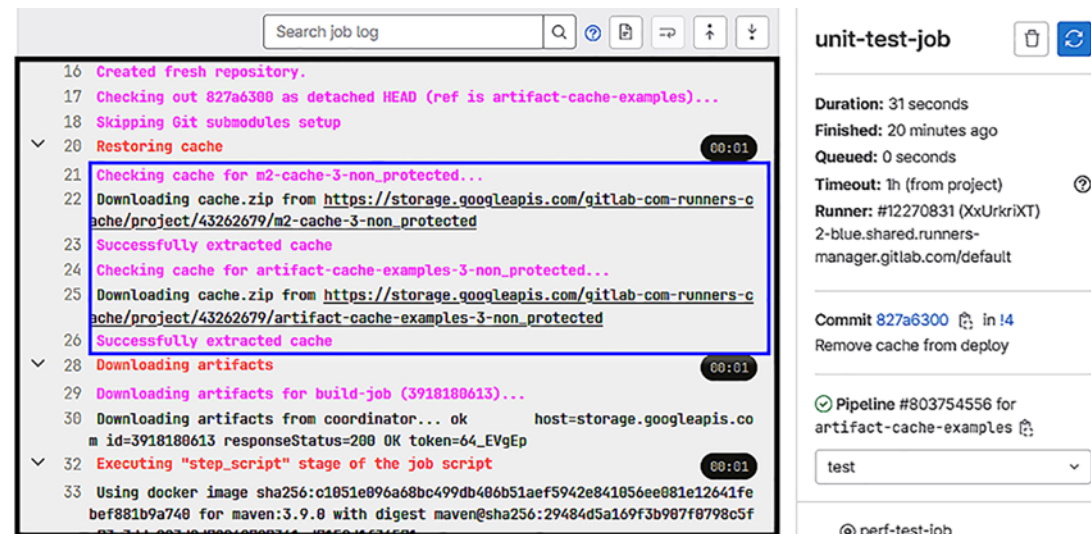 Search job log
16 Created fresh repository.
17 Checking out 827a6300 as detached HEAD (ref is artifact-cache-examples)...
18 Skipping Git submodules setup
20 Restoring cache 00:01
21 Checking cache for m2-cache-3-non_protected...
22 Downloading cache.zip from https://storage.googleapis.com/gitlab-com-runners-c
ache/project/43262679/m2-cache-3-non_protected
23 Successfully extracted cache
24 Checking cache for artifact-cache-examples-3-non_protected...
25 Downloading cache.zip from https://storage.googleapis.com/gitlab-com-runners-c
ache/project/43262679/artifact-cache-examples-3-non_protected
26 Successfully extracted cache
28 Downloading artifacts 00:01
29 Downloading artifacts for build-job (3918180613)...
30 Downloading artifacts from coordinator... ok host=storage.googleapis.co
m id=3918180613 responseStatus=200 OK token=64_EVgEp
32 Executing "step_script" stage of the job script 00:01
33 Using docker image sha256:c1051e096a68bc499db406b51aef5942e841056ee081e12641fe
bef881b9a740 for maven:3.9.0 with digest maven@sha256:29484d5a169f3b907f0798c5f
unit-test-job
Duration: 31 seconds
Finished: 20 minutes ago
Queued: 0 seconds
Timeout: 1h (from project)
Runner: #12270831 (XxUrkriXT)
2-blue.shared.runners-
manager.gitlab.com/default
Commit 827a6300 in !4
Remove cache from deploy
Pipeline #803754556 for
artifact-cache-examples
test
perf-test-job